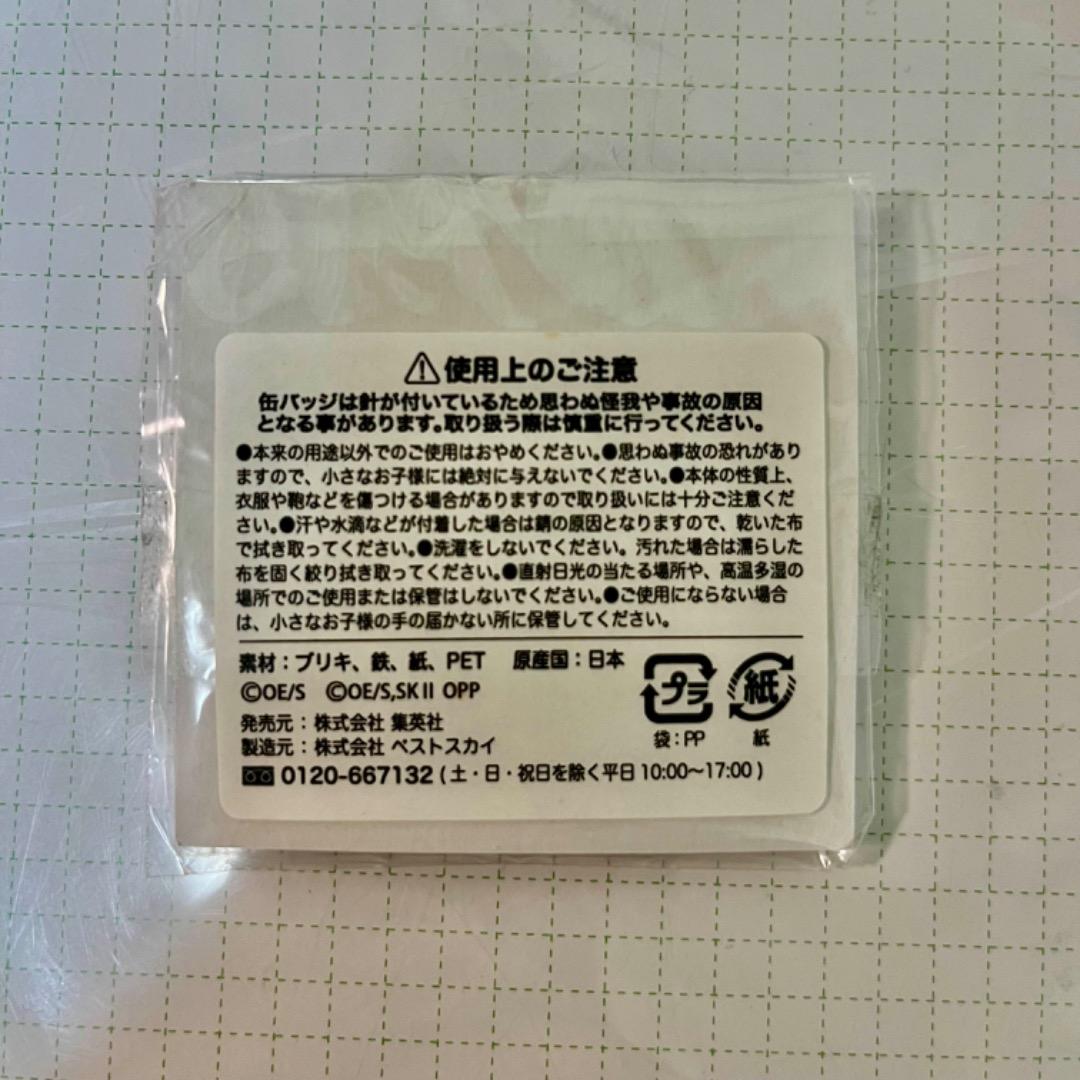 ⚠使用上のご注意
缶バッジは針が付いているため思わぬ怪我や事故の原因
となる事があります。取り扱う際は慎重に行ってください。
●本来の用途以外でのご使用はおやめください。●思わぬ事故の恐れがあり
ますので、小さなお子様には絶対に与えないでください。●本体の性質上、
衣服や鞄などを傷つける場合がありますので取り扱いには十分ご注意くだ
さい。●汗や水滴などが付着した場合は錆の原因となりますので、乾いた布
で拭き取ってください。●洗濯をしないでください。汚れた場合は濡らした
布を固く絞り拭き取ってください。●直射日光の当たる場所や、高温多湿の
場所でのご使用または保管はしないでください。●ご使用にならない場合
は、小さなお子様の手の届かない所に保管してください。
素材：ブリキ、鉄、紙、PET 原産国：日本
©OE/S ©OE/S,SKⅡ OPP
発売元：株式会社 集英社
製造元：株式会社 ベストスカイ
0120-667132 (土・日・祝日を除く平日 10:00〜17:00)
プラ 紙
袋：PP 紙